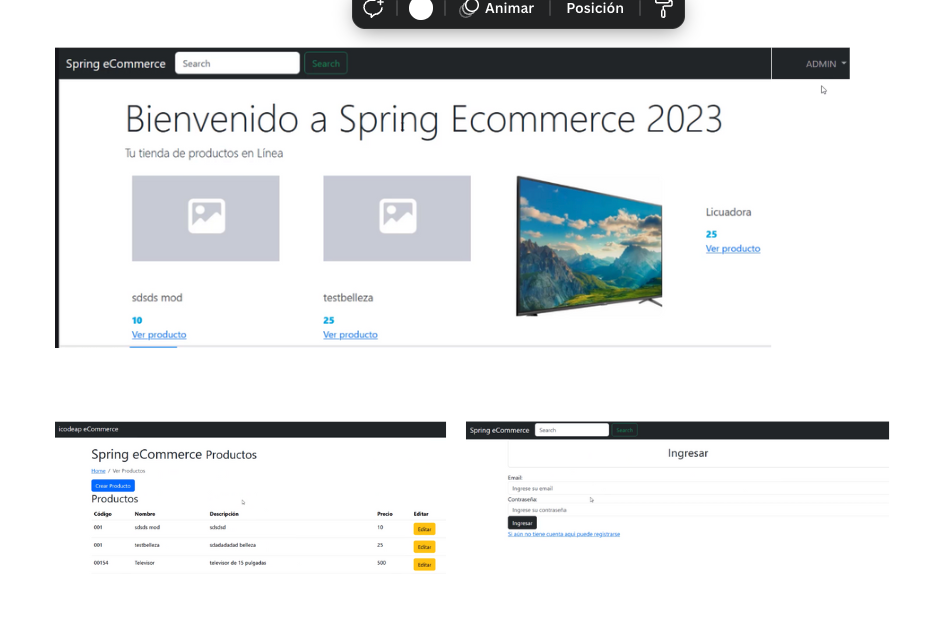 Animar Posición
Spring eCommerce Search Search ADMIN
Bienvenido a Spring Ecommerce 2023
Tu tienda de productos en Línea
Licuadora
25
Ver producto
sdsds mod testbelleza
10 25
Ver producto Ver producto
icodeap eCommerce
Spring eCommerce Productos
Home / Ver Productos
Crear Producto
Productos
Código Nombre Descripción Precio Editar
001 sdsds mod sdsdsd 10 Editar
001 testbelleza sdadadadad belleza 25 Editar
00154 Televisor televisor de 15 pulgadas 500 Editar
Spring eCommerce Search Search
Ingresar
Email:
Ingrese su email
Contraseña:
Ingrese su contraseña
Ingresar
Si aún no tiene cuenta aquí puede registrarse